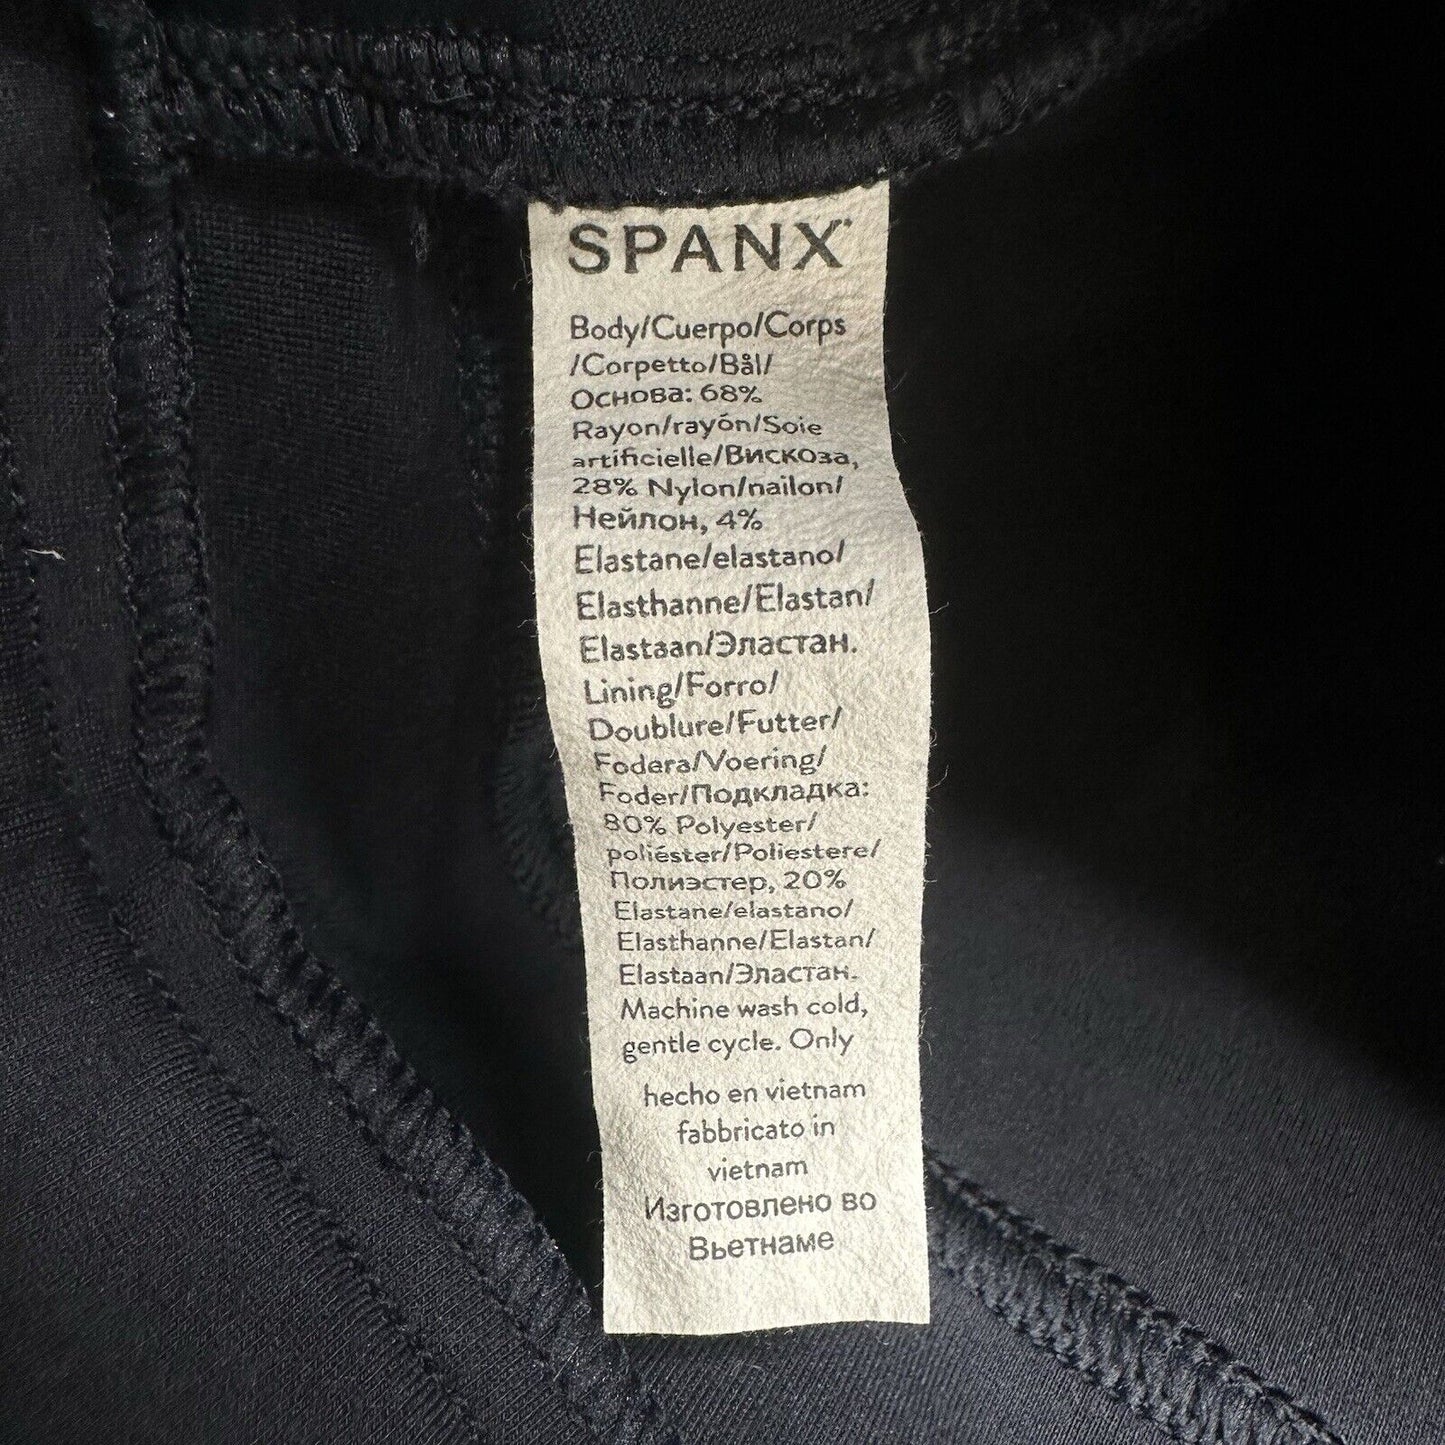 SPANX
Body/Cuerpo/Corps
/Corpetto/Bål/
Основа: 68%
Rayon/rayón/Soie
artificielle/Вискоза,
28% Nylon/nailon/
Нейлон, 4%
Elastane/elastano/
Elasthanne/Elastan/
Elastaan/Эластан.
Lining/Forro/
Doublure/Futter/
Fodera/Voering/
Foder/Подкладка:
80% Polyester/
poliéster/Poliestere/
Полиэстер, 20%
Elastane/elastano/
Elasthanne/Elastan/
Elastaan/Эластан.
Machine wash cold,
gentle cycle. Only
hecho en vietnam
fabbricato in
vietnam
Изготовлено во
Вьетнаме